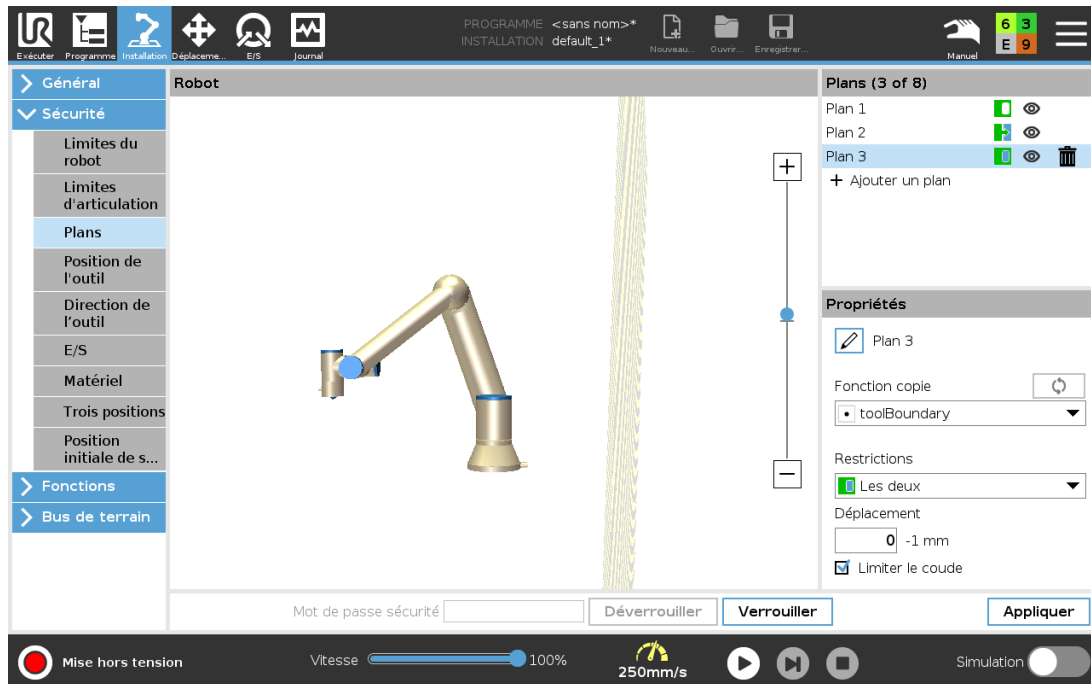 UR
Exécuter
Programme
Installation
Déplaceme...
E/S
Journal
PROGRAMME <sans nom>*
INSTALLATION default_1*
Nouveau...
Ouvrir...
Enregistrer...
Manuel
6 3
E 9
Général
Sécurité
Limites du
robot
Limites
d'articulation
Plans
Position de
l'outil
Direction de
l’outil
E/S
Matériel
Trois positions
Position
initiale de s...
Fonctions
Bus de terrain
Robot
Plans (3 of 8)
Plan 1
Plan 2
Plan 3
+ Ajouter un plan
Propriétés
Plan 3
Fonction copie
toolBoundary
Restrictions
Les deux
Déplacement
0 -1 mm
Limiter le coude
Mot de passe sécurité
Déverrouiller
Verrouiller
Appliquer
Mise hors tension
Vitesse
100%
250mm/s
Simulation